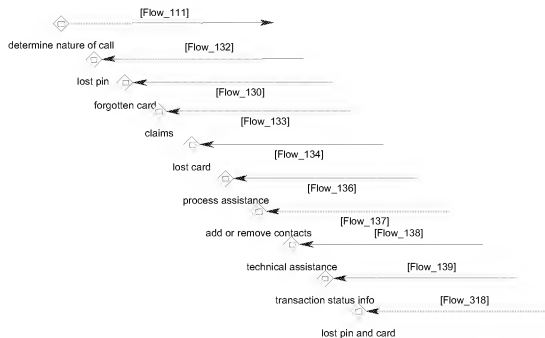 [Flow_111]
determine nature of call
[Flow_132]
lost pin
[Flow_130]
forgotten card
[Flow_133]
claims
[Flow_134]
lost card
[Flow_136]
process assistance
[Flow_137]
add or remove contacts
[Flow_138]
technical assistance
[Flow_139]
transaction status info
[Flow_318]
lost pin and card